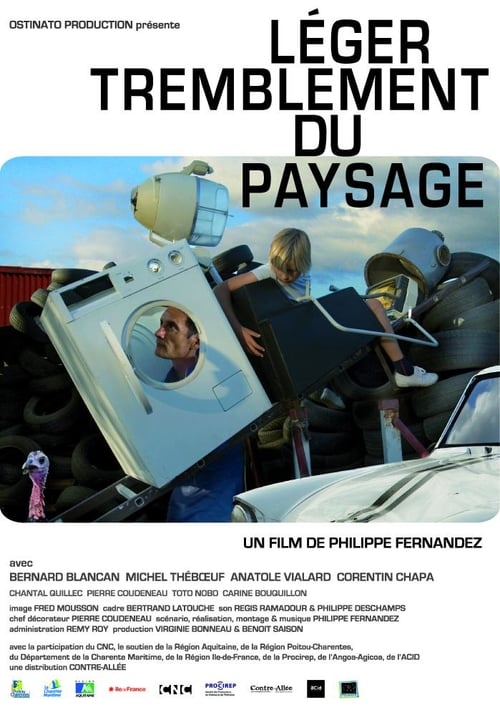 OSTINATO PRODUCTION présente
LÉGER
TREMBLEMENT
DU
PAYSAGE
UN FILM DE PHILIPPE FERNANDEZ
avec
BERNARD BLANCAN MICHEL THÉBŒUF ANATOLE VIALARD CORENTIN CHAPA
CHANTAL QUILLEC PIERRE COUDENEAU TOTO NOBO CARINE BOUQUILLON
image FRED MOUSSON cadre BERTRAND LATOUCHE son REGIS RAMADOUR & PHILIPPE DESCHAMPS
chef décorateur PIERRE COUDENEAU scénario, réalisation, montage & musique PHILIPPE FERNANDEZ
administration REMY ROY production VIRGINIE BONNEAU & BENOIT SAISON
avec la participation du CNC, le soutien de la Région Aquitaine, de la Région Poitou-Charentes,
du Département de la Charente Maritime, de la Région Ile-de-France, de la Procirep, de l'Angoa-Agicoa, de l'ACID
une distribution CONTRE-ALLÉE
île de France
CNC
PROCIREP
Contre-Allée